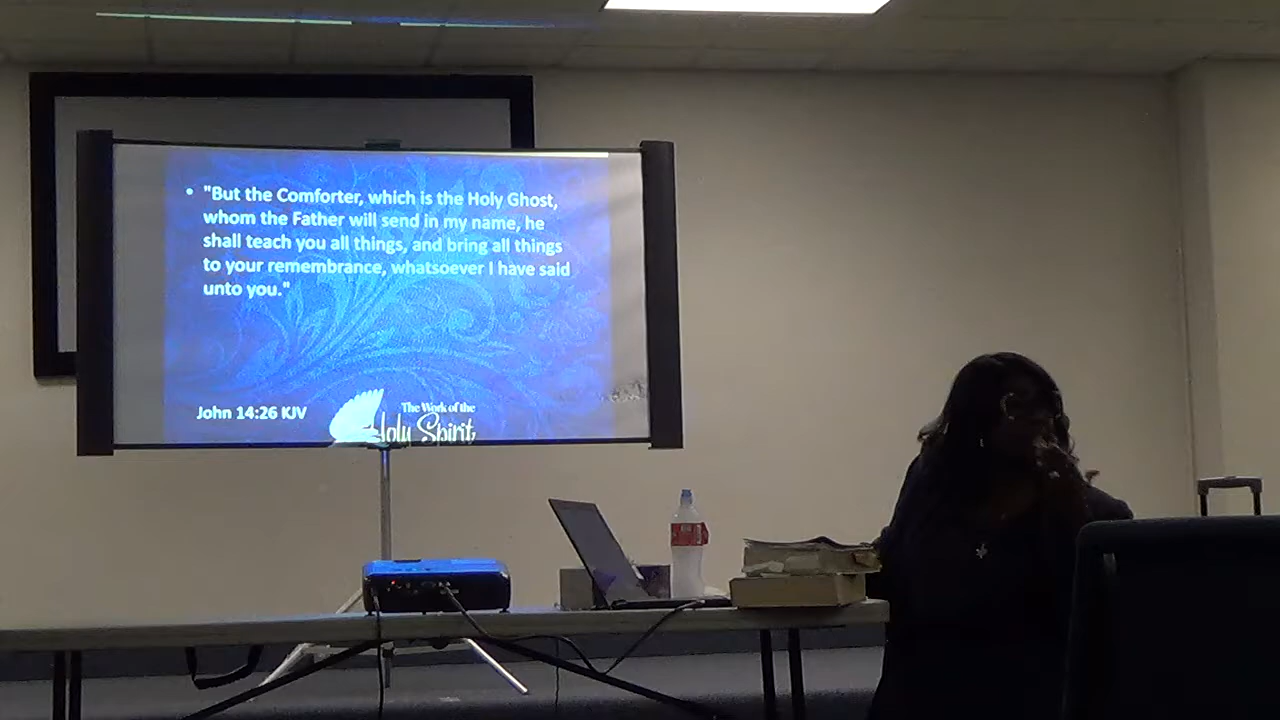 • "But the Comforter, which is the Holy Ghost,
whom the Father will send in my name, he
shall teach you all things, and bring all things
to your remembrance, whatsoever I have said
unto you."
John 14:26 KJV
The Work of the
Holy Spirit